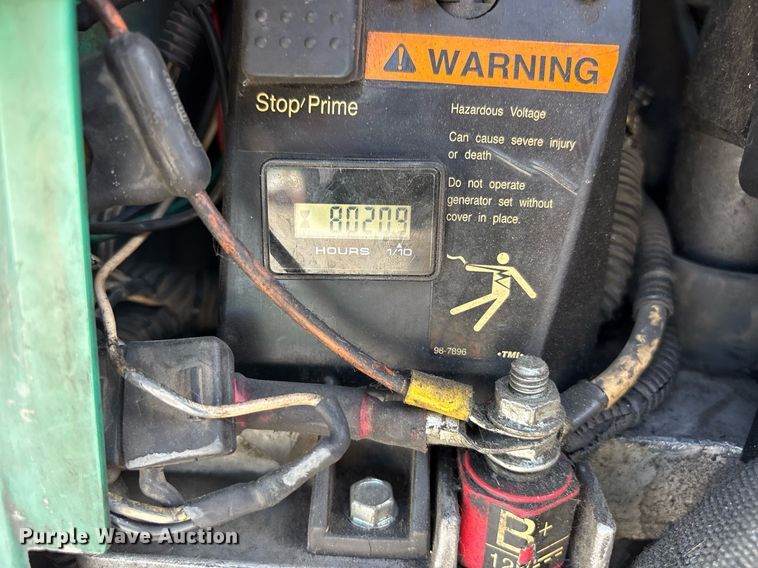 WARNING
Stop/Prime
Hazardous Voltage
Can cause severe injury
or death
Do not operate
generator set without
cover in place.
80209
HOURS 1/10
98-7896
•TMI•
B+
Purple Wave Auction